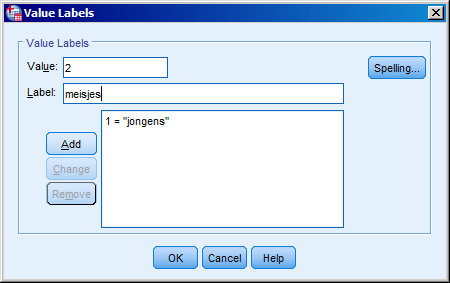 Value Labels
Value Labels
Value: 2
Spelling...
Label: meisjes
1 = "jongens"
Add
Change
Remove
OK Cancel Help